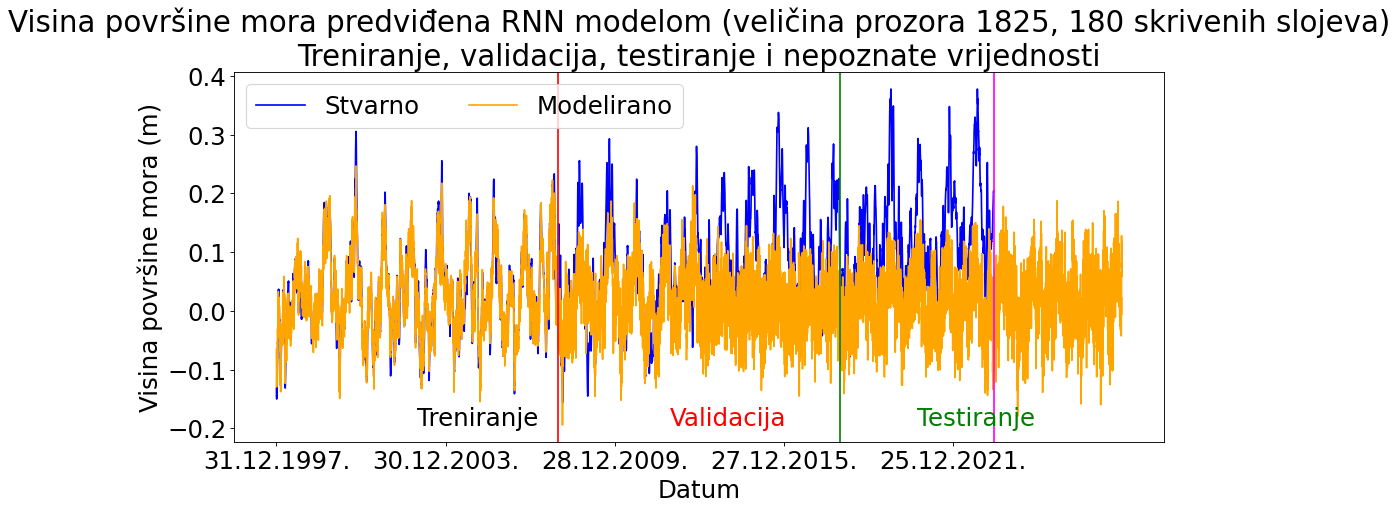 Visina površine mora predviđena RNN modelom (veličina prozora 1825, 180 skrivenih slojeva)
Treniranje, validacija, testiranje i nepoznate vrijednosti
Stvarno
Modelirano
Visina površine mora (m)
0.4
0.3
0.2
0.1
0.0
−0.1
−0.2
Treniranje
Validacija
Testiranje
31.12.1997.
30.12.2003.
28.12.2009.
27.12.2015.
25.12.2021.
Datum